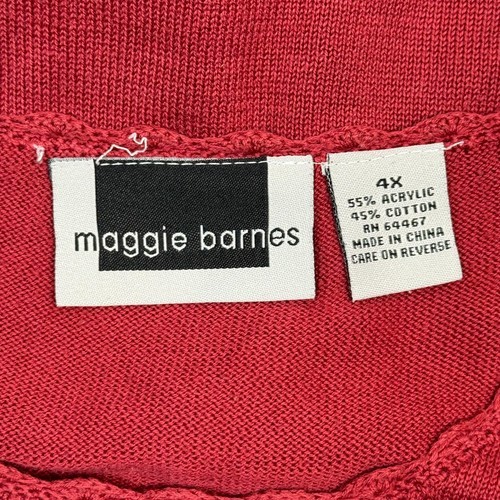 maggie barnes
4X
55% ACRYLIC
45% COTTON
RN 64467
MADE IN CHINA
CARE ON REVERSE